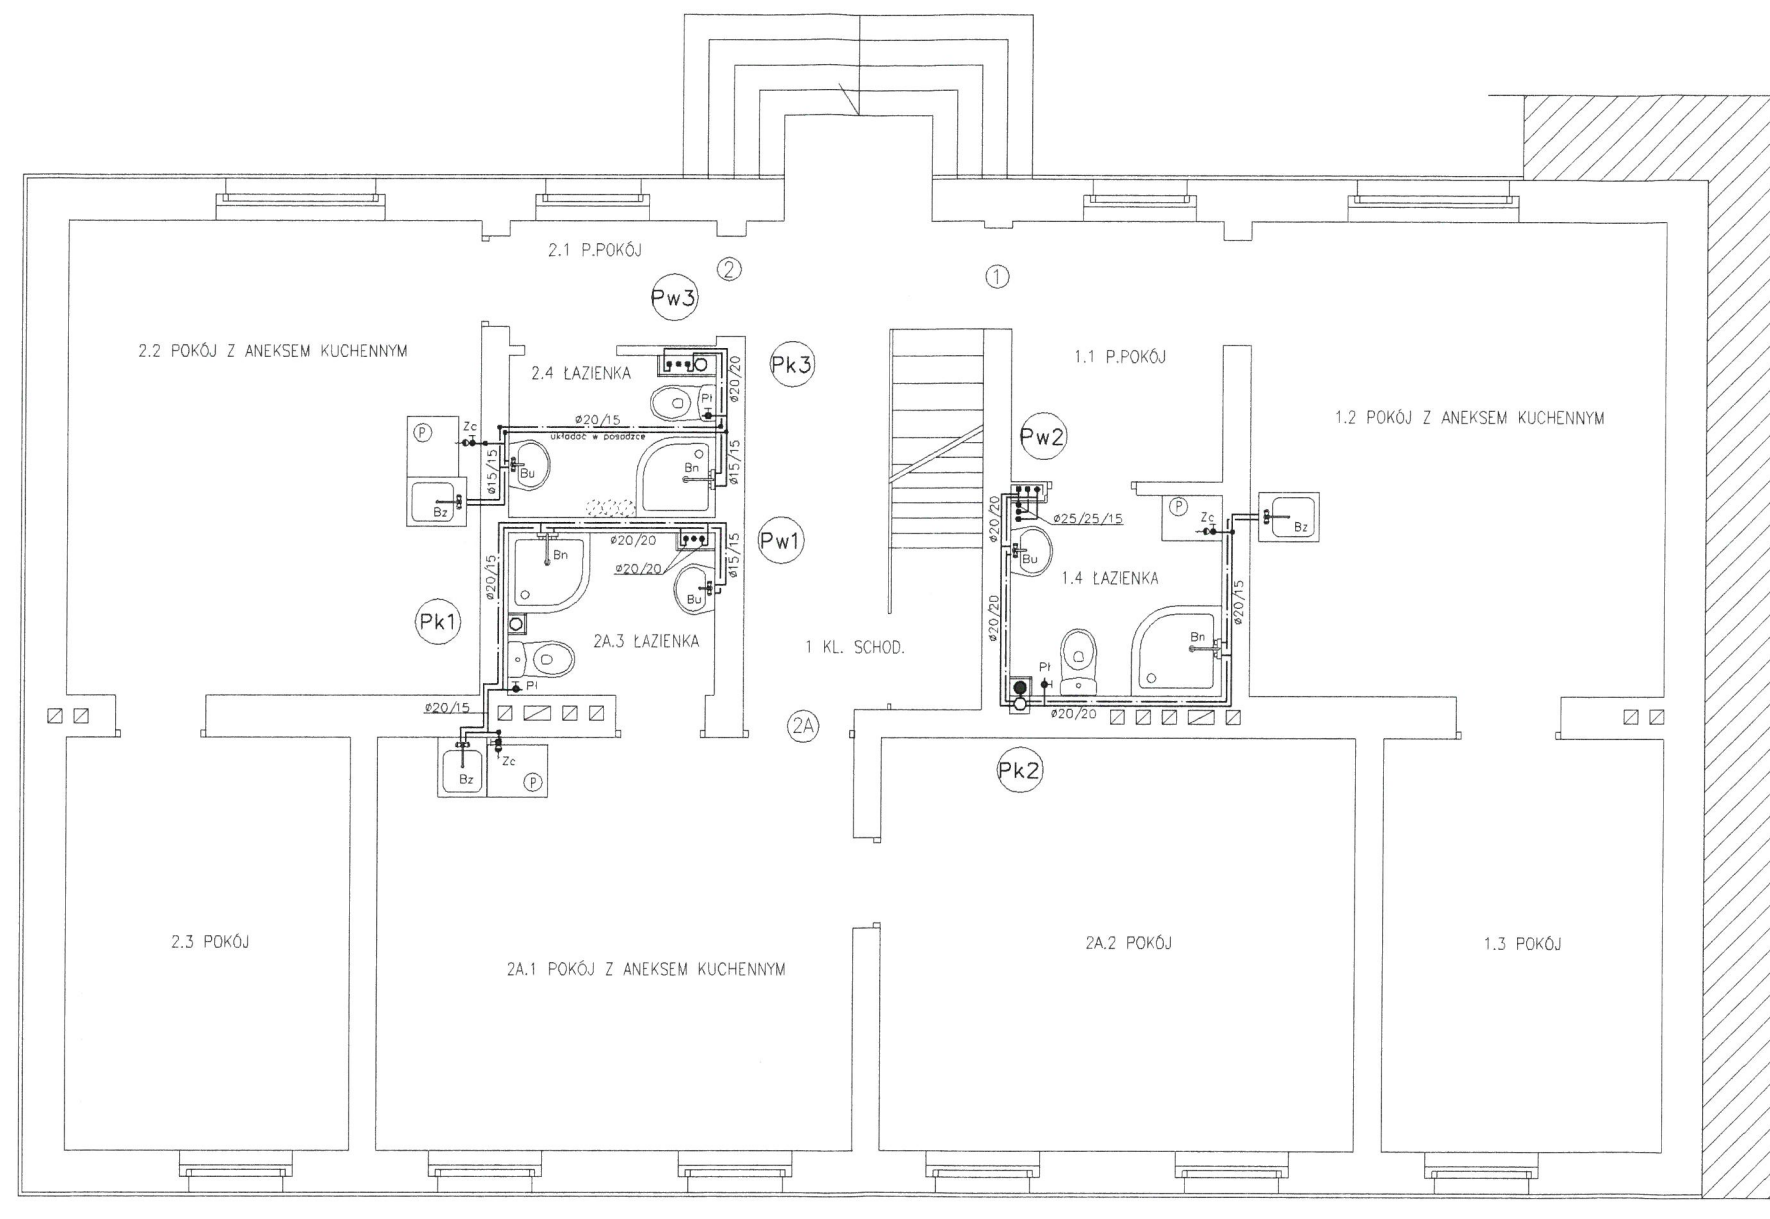 2.1 P.POKÓJ
2
1
Pw3
2.2 POKÓJ Z ANEKSEM KUCHENNYM
1.1 P.POKÓJ
Pk3
2.4 ŁAZIENKA
ø20/20
Pł
1.2 POKÓJ Z ANEKSEM KUCHENNYM
ø20/15
układać w posadzce
P
Zc
Pw2
ø15/15
Bu
Bn
ø15/15
Bz
P
Zc
Bz
ø20/20
ø25/25/15
ø20/20
Pw1
ø15/15
Bn
ø20/20
Bu
ø20/15
Bu
1.4 ŁAZIENKA
ø20/15
ø20/20
Pk1
2A.3 ŁAZIENKA
1 KL. SCHOD.
Bn
Pł
Pł
ø20/15
ø20/20
2A
Zc
Bz
P
Pk2
2.3 POKÓJ
2A.1 POKÓJ Z ANEKSEM KUCHENNYM
2A.2 POKÓJ
1.3 POKÓJ